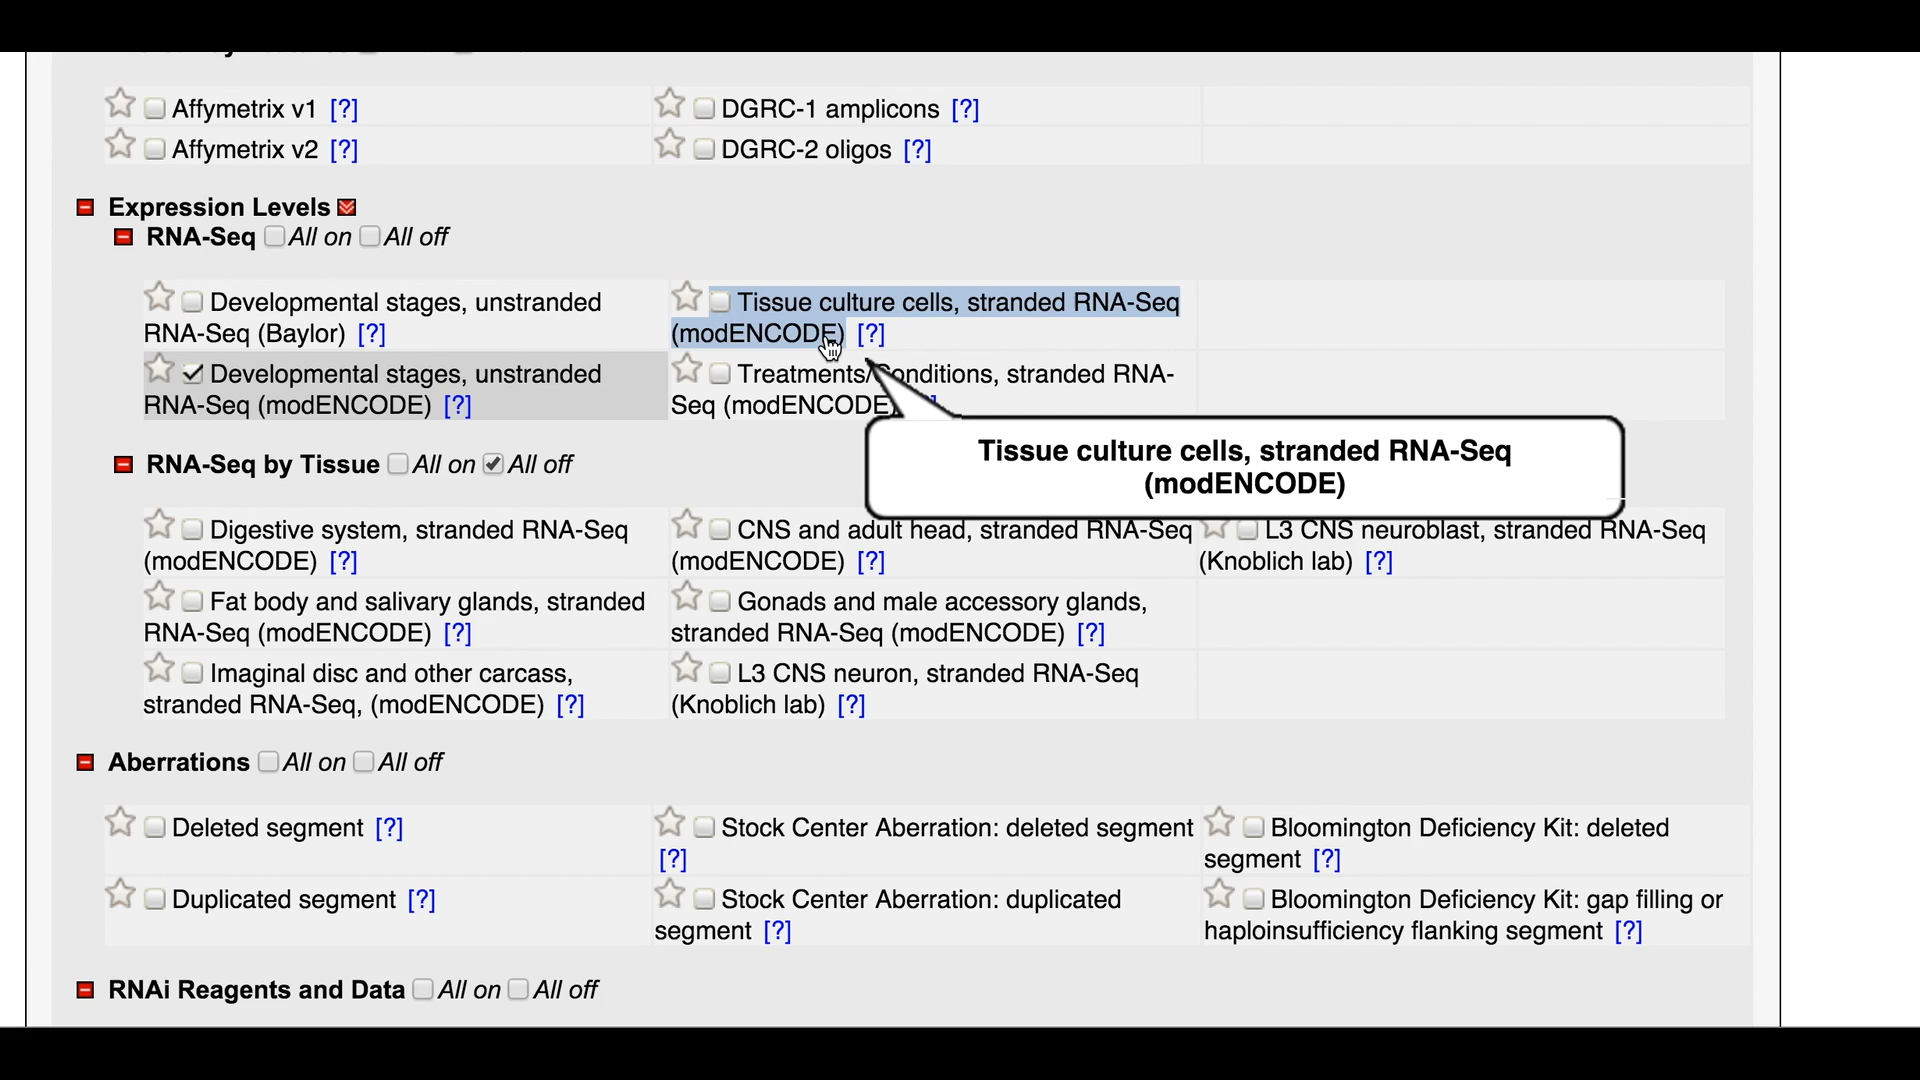 Affymetrix v1 [?]
DGRC-1 amplicons [?]
Affymetrix v2 [?]
DGRC-2 oligos [?]
Expression Levels
RNA-Seq All on All off
Developmental stages, unstranded
RNA-Seq (Baylor) [?]
Tissue culture cells, stranded RNA-Seq
(modENCODE) [?]
Developmental stages, unstranded
RNA-Seq (modENCODE) [?]
Treatments/Conditions, stranded RNA-
Seq (modENCODE)
Tissue culture cells, stranded RNA-Seq
(modENCODE)
RNA-Seq by Tissue All on All off
Digestive system, stranded RNA-Seq
(modENCODE) [?]
CNS and adult head, stranded RNA-Seq
(modENCODE) [?]
L3 CNS neuroblast, stranded RNA-Seq
(Knoblich lab) [?]
Fat body and salivary glands, stranded
RNA-Seq (modENCODE) [?]
Gonads and male accessory glands,
stranded RNA-Seq (modENCODE) [?]
Imaginal disc and other carcass,
stranded RNA-Seq, (modENCODE) [?]
L3 CNS neuron, stranded RNA-Seq
(Knoblich lab) [?]
Aberrations All on All off
Deleted segment [?]
Stock Center Aberration: deleted segment
[?]
Bloomington Deficiency Kit: deleted
segment [?]
Duplicated segment [?]
Stock Center Aberration: duplicated
segment [?]
Bloomington Deficiency Kit: gap filling or
haploinsufficiency flanking segment [?]
RNAi Reagents and Data All on All off